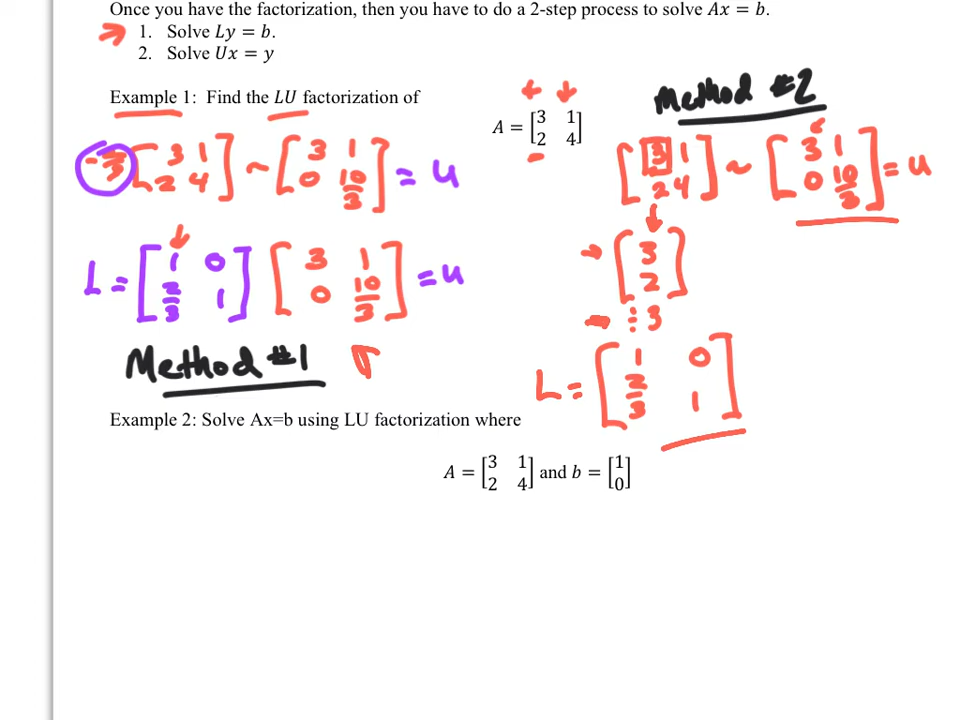 Once you have the factorization, then you have to do a 2-step process to solve Ax = b.
1. Solve Ly = b.
2. Solve Ux = y
Example 1: Find the LU factorization of
A = [3 1
2 4]
Method #2
-2/3 [3 1
2 4] ~ [3 1
0 10/3] = U
[3 1
2 4] ~ [3 1
0 10/3] = U
[3
2]
÷3
L = [1 0
2/3 1] [3 1
0 10/3] = U
Method #1
L = [1 0
2/3 1]
Example 2: Solve Ax=b using LU factorization where
A = [3 1
2 4] and b = [1
0]